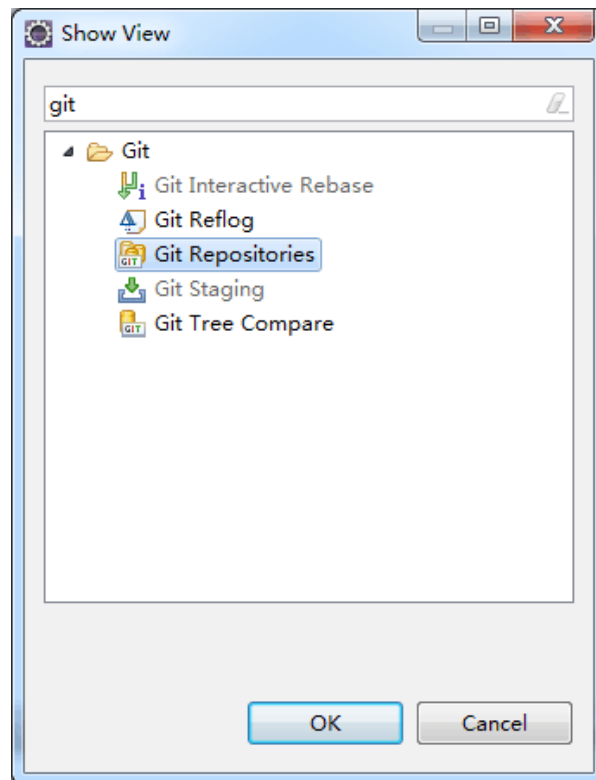 Show View
git
Git
Git Interactive Rebase
Git Reflog
Git Repositories
Git Staging
Git Tree Compare
OK
Cancel